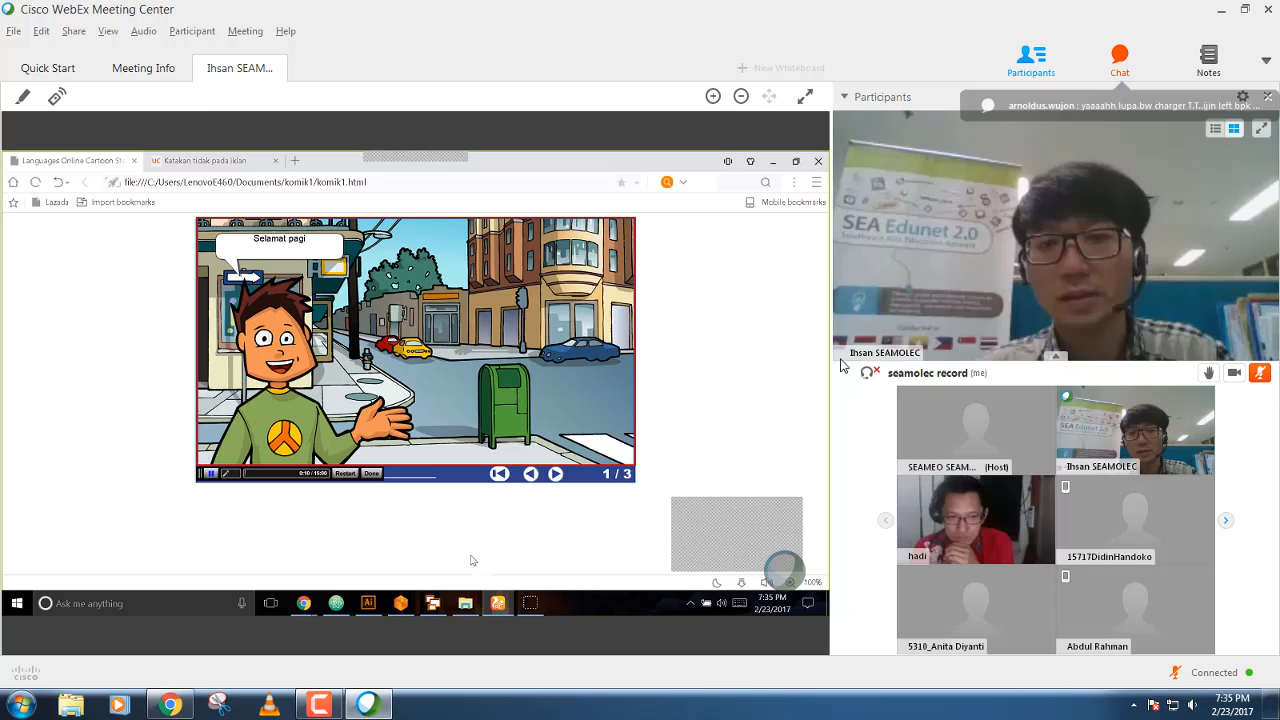 Cisco WebEx Meeting Center
File Edit Share View Audio Participant Meeting Help
Quick Start Meeting Info Ihsan SEAM...
New Whiteboard
Participants Chat Notes
Participants
arnoldus.wujon : yaaaahh lupa.bw charger T.T..ijin left bpk ...
Languages Online Cartoon St
UC Katakan tidak pada iklan
file:///C:/Users/LenovoE460/Documents/komik1/komik1.html
Lazada Import bookmarks Mobile bookmarks
Selamat pagi
0:10 / 15:00 Restart Done
1 / 3
100%
Ask me anything
7:35 PM
2/23/2017
SEA Edunet 2.0
Ihsan SEAMOLEC
seamolec record (me)
SEAMEO SEAM... (Host)
Ihsan SEAMOLEC
hadi
15717DidinHandoko
5310_Anita Diyanti
Abdul Rahman
Connected
7:35 PM
2/23/2017